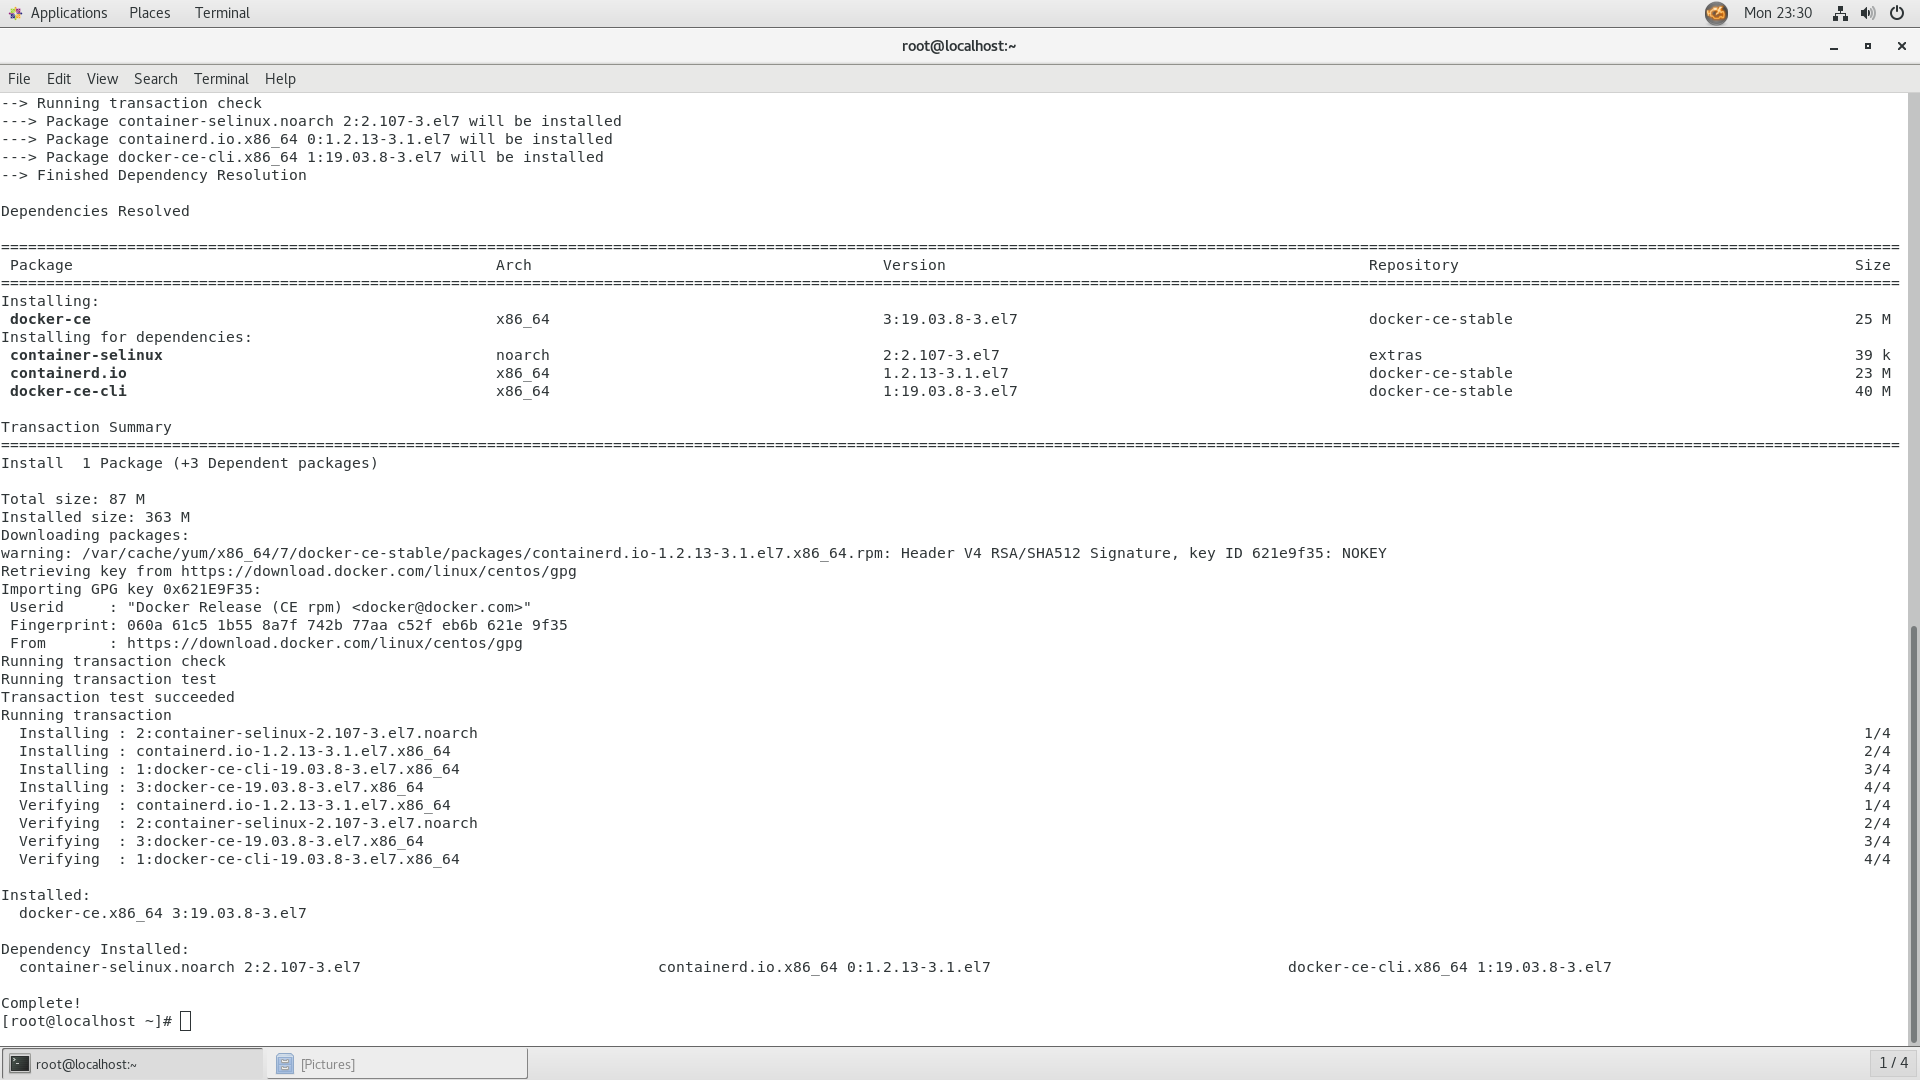 Applications Places Terminal Mon 23:30
root@localhost:~
File Edit View Search Terminal Help
--> Running transaction check
---> Package container-selinux.noarch 2:2.107-3.el7 will be installed
---> Package containerd.io.x86_64 0:1.2.13-3.1.el7 will be installed
---> Package docker-ce-cli.x86_64 1:19.03.8-3.el7 will be installed
--> Finished Dependency Resolution
Dependencies Resolved
================================================================================
Package Arch Version Repository Size
================================================================================
Installing:
docker-ce x86_64 3:19.03.8-3.el7 docker-ce-stable 25 M
Installing for dependencies:
container-selinux noarch 2:2.107-3.el7 extras 39 k
containerd.io x86_64 1.2.13-3.1.el7 docker-ce-stable 23 M
docker-ce-cli x86_64 1:19.03.8-3.el7 docker-ce-stable 40 M
Transaction Summary
================================================================================
Install  1 Package (+3 Dependent packages)
Total size: 87 M
Installed size: 363 M
Downloading packages:
warning: /var/cache/yum/x86_64/7/docker-ce-stable/packages/containerd.io-1.2.13-3.1.el7.x86_64.rpm: Header V4 RSA/SHA512 Signature, key ID 621e9f35: NOKEY
Retrieving key from https://download.docker.com/linux/centos/gpg
Importing GPG key 0x621E9F35:
Userid     : "Docker Release (CE rpm) <docker@docker.com>"
Fingerprint: 060a 61c5 1b55 8a7f 742b 77aa c52f eb6b 621e 9f35
From       : https://download.docker.com/linux/centos/gpg
Running transaction check
Running transaction test
Transaction test succeeded
Running transaction
Installing : 2:container-selinux-2.107-3.el7.noarch 1/4
Installing : containerd.io-1.2.13-3.1.el7.x86_64 2/4
Installing : 1:docker-ce-cli-19.03.8-3.el7.x86_64 3/4
Installing : 3:docker-ce-19.03.8-3.el7.x86_64 4/4
Verifying  : containerd.io-1.2.13-3.1.el7.x86_64 1/4
Verifying  : 2:container-selinux-2.107-3.el7.noarch 2/4
Verifying  : 3:docker-ce-19.03.8-3.el7.x86_64 3/4
Verifying  : 1:docker-ce-cli-19.03.8-3.el7.x86_64 4/4
Installed:
docker-ce.x86_64 3:19.03.8-3.el7
Dependency Installed:
container-selinux.noarch 2:2.107-3.el7 containerd.io.x86_64 0:1.2.13-3.1.el7 docker-ce-cli.x86_64 1:19.03.8-3.el7
Complete!
[root@localhost ~]#
root@localhost:~ [Pictures] 1 / 4